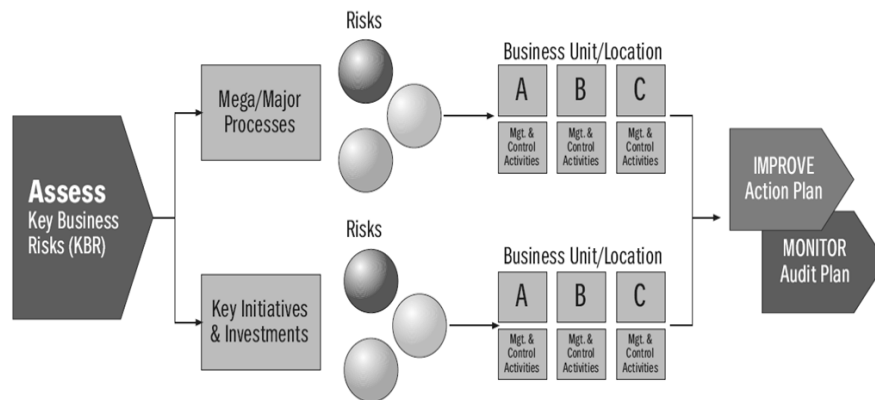 Assess
Key Business
Risks (KBR)
Mega/Major
Processes
Risks
Business Unit/Location
A B C
Mgt. & Mgt. & Mgt. &
Control Control Control
Activities Activities Activities
Key Initiatives
& Investments
Risks
Business Unit/Location
A B C
Mgt. & Mgt. & Mgt. &
Control Control Control
Activities Activities Activities
IMPROVE
Action Plan
MONITOR
Audit Plan